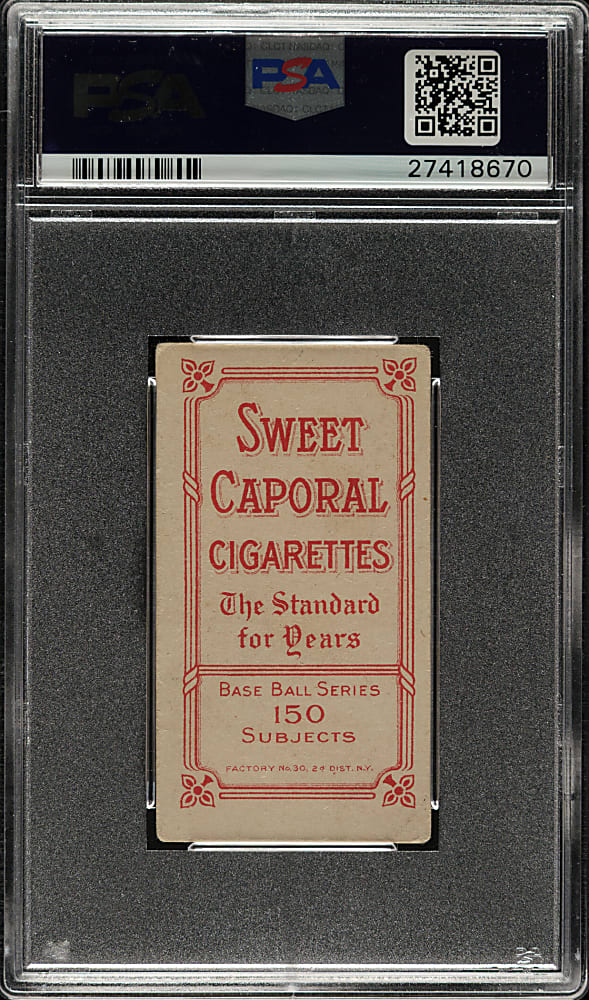 PSA
PSA
27418670
SWEET
CAPORAL
CIGARETTES
The Standard
for Years
BASE BALL SERIES
150
SUBJECTS
FACTORY No. 30, 2d DIST. N.Y.